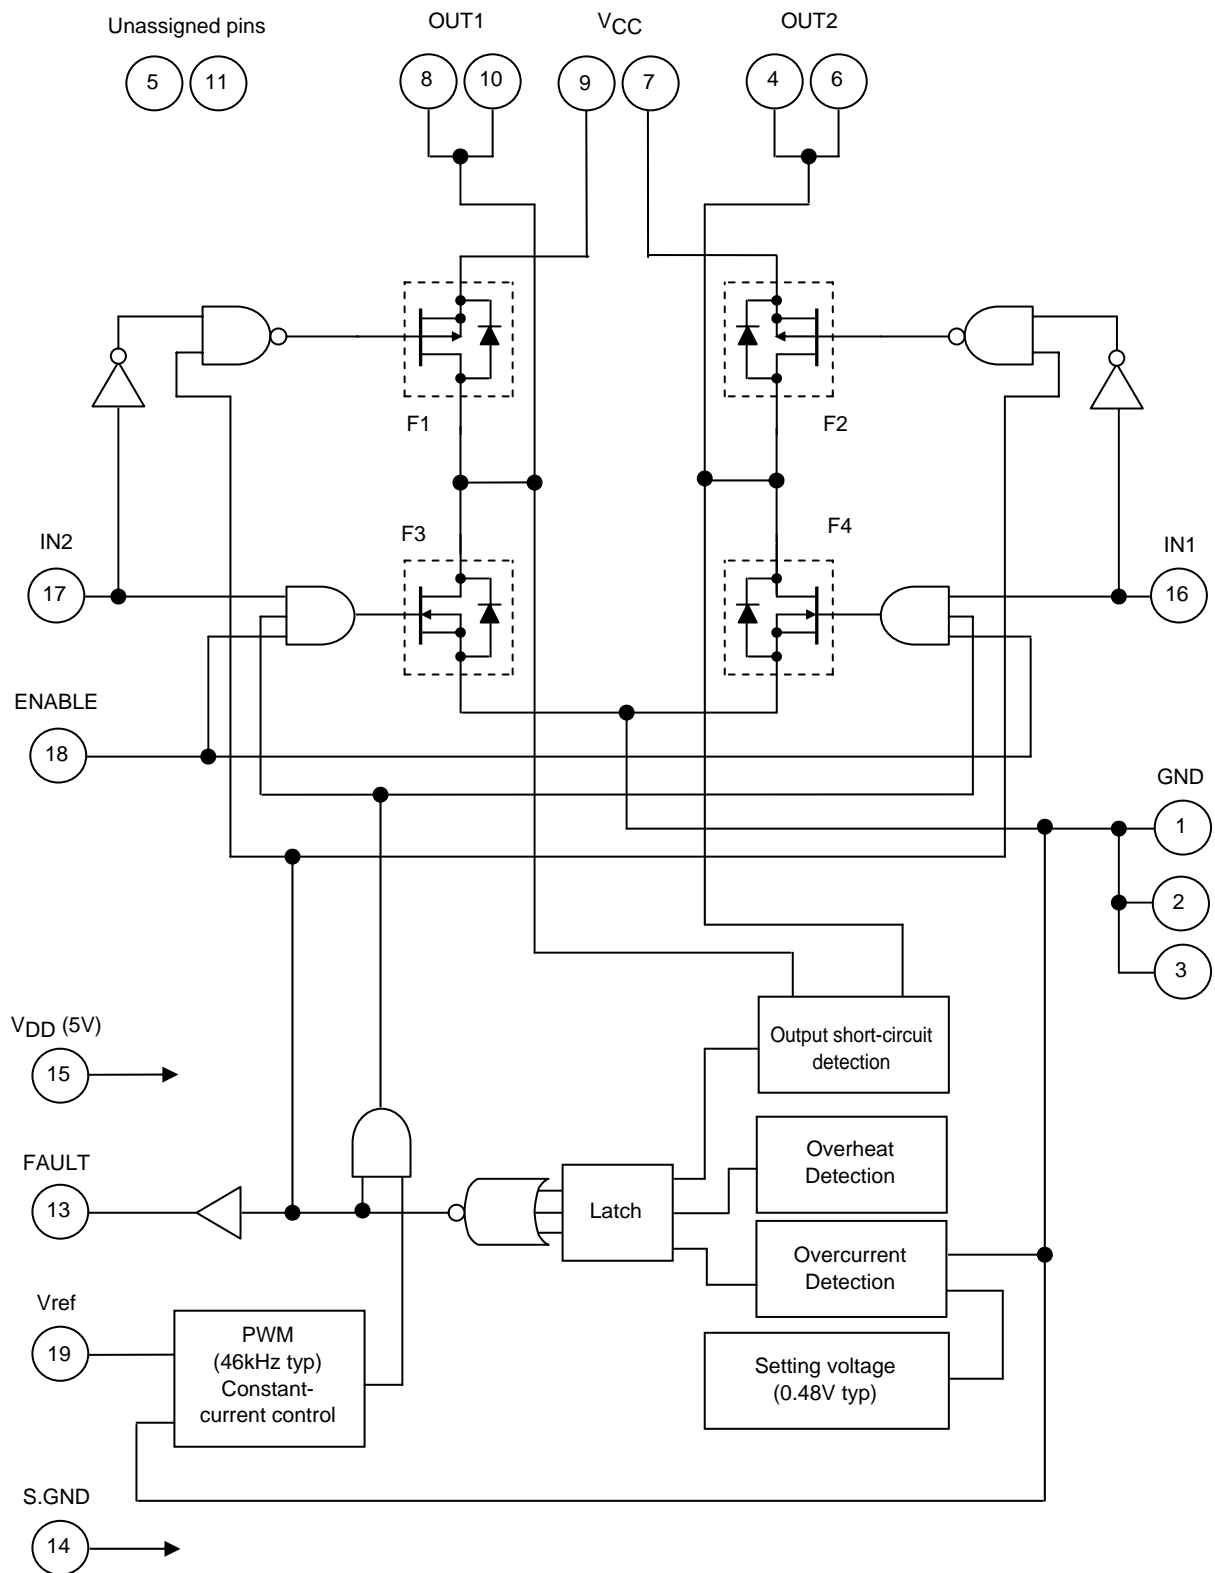 Unassigned pins
OUT1
VCC
OUT2
5
11
8
10
9
7
4
6
F1
F2
F3
F4
IN2
17
IN1
16
ENABLE
18
GND
1
2
3
VDD (5V)
15
Output short-circuit
detection
FAULT
13
Latch
Overheat
Detection
Overcurrent
Detection
Vref
19
PWM
(46kHz typ)
Constant-
current control
Setting voltage
(0.48V typ)
S.GND
14